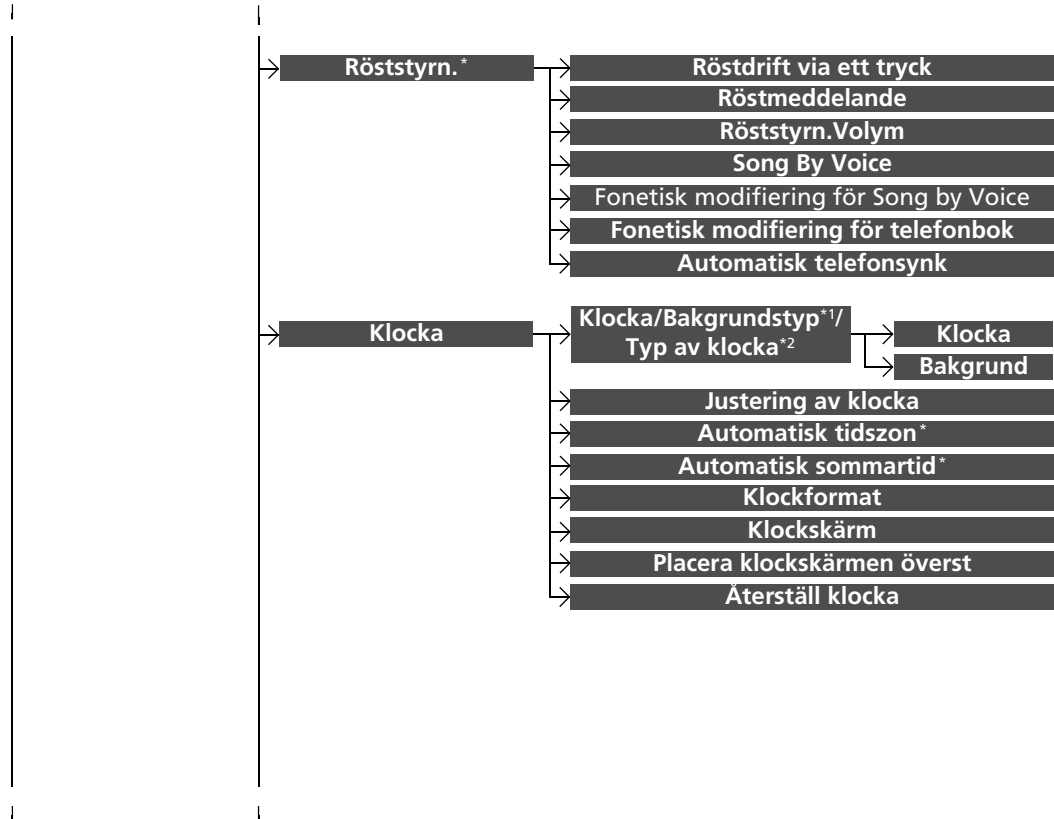 Röststyrn.*
Röstdrift via ett tryck
Röstmeddelande
Röststyrn.Volym
Song By Voice
Fonetisk modifiering för Song by Voice
Fonetisk modifiering för telefonbok
Automatisk telefonsynk
Klocka
Klocka/Bakgrundstyp*1/
Typ av klocka*2
Klocka
Bakgrund
Justering av klocka
Automatisk tidszon*
Automatisk sommartid*
Klockformat
Klockskärm
Placera klockskärmen överst
Återställ klocka